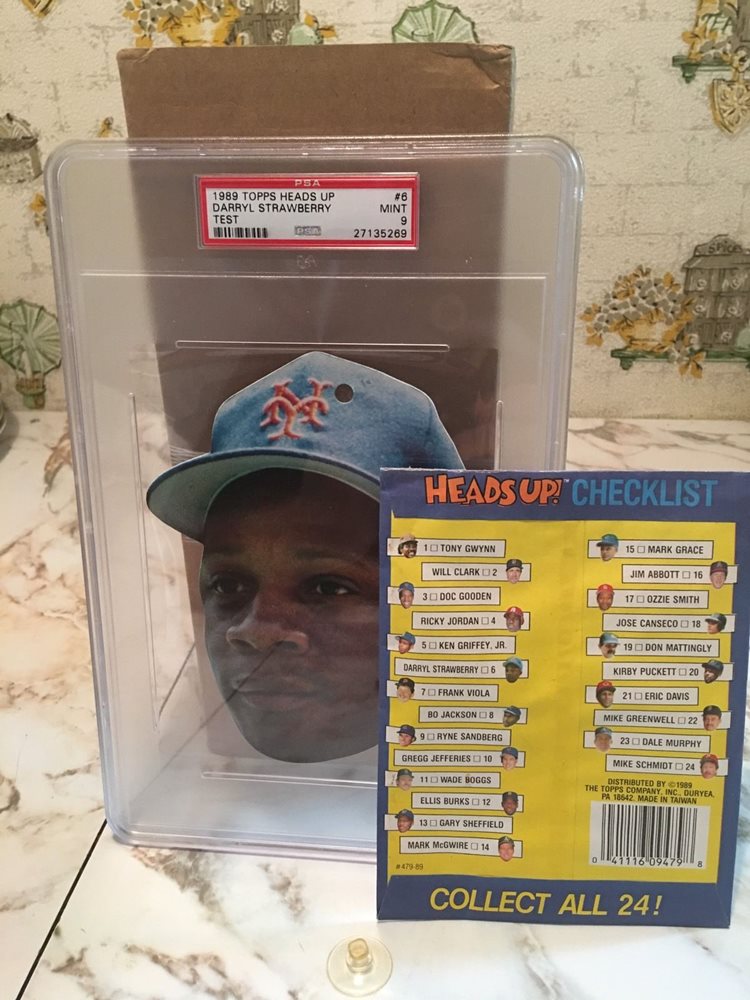 PSA
1989 TOPPS HEADS UP #6
DARRYL STRAWBERRY MINT
TEST 9
PSA 27135269
NY
HEADS UP!™ CHECKLIST
1 □ TONY GWYNN
WILL CLARK □ 2
3 □ DOC GOODEN
RICKY JORDAN □ 4
5 □ KEN GRIFFEY, JR.
DARRYL STRAWBERRY □ 6
7 □ FRANK VIOLA
BO JACKSON □ 8
9 □ RYNE SANDBERG
GREGG JEFFERIES □ 10
11 □ WADE BOGGS
ELLIS BURKS □ 12
13 □ GARY SHEFFIELD
MARK McGWIRE □ 14
#479-89
15 □ MARK GRACE
JIM ABBOTT □ 16
17 □ OZZIE SMITH
JOSE CANSECO □ 18
19 □ DON MATTINGLY
KIRBY PUCKETT □ 20
21 □ ERIC DAVIS
MIKE GREENWELL □ 22
23 □ DALE MURPHY
MIKE SCHMIDT □ 24
DISTRIBUTED BY ©1989
THE TOPPS COMPANY, INC., DURYEA,
PA 18642. MADE IN TAIWAN
0 41116 09479 8
COLLECT ALL 24!
SPICE